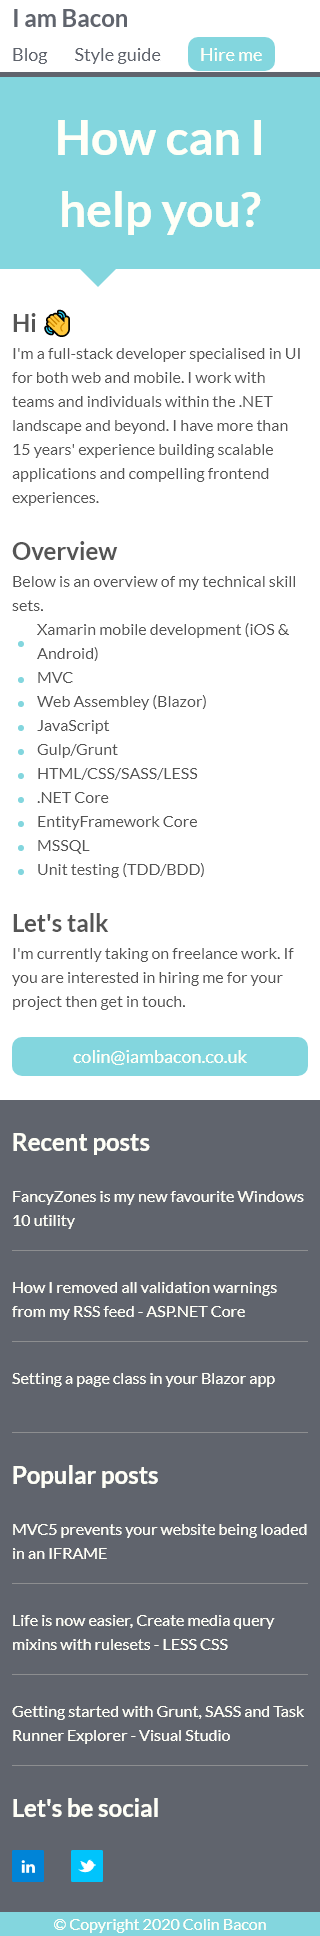 I am Bacon
Blog Style guide Hire me
How can I
help you?
Hi 👋
I'm a full-stack developer specialised in UI
for both web and mobile. I work with
teams and individuals within the .NET
landscape and beyond. I have more than
15 years' experience building scalable
applications and compelling frontend
experiences.
Overview
Below is an overview of my technical skill
sets.
Xamarin mobile development (iOS &
Android)
MVC
Web Assembley (Blazor)
JavaScript
Gulp/Grunt
HTML/CSS/SASS/LESS
.NET Core
EntityFramework Core
MSSQL
Unit testing (TDD/BDD)
Let's talk
I'm currently taking on freelance work. If
you are interested in hiring me for your
project then get in touch.
colin@iambacon.co.uk
Recent posts
FancyZones is my new favourite Windows
10 utility
How I removed all validation warnings
from my RSS feed - ASP.NET Core
Setting a page class in your Blazor app
Popular posts
MVC5 prevents your website being loaded
in an IFRAME
Life is now easier, Create media query
mixins with rulesets - LESS CSS
Getting started with Grunt, SASS and Task
Runner Explorer - Visual Studio
Let's be social
in
© Copyright 2020 Colin Bacon